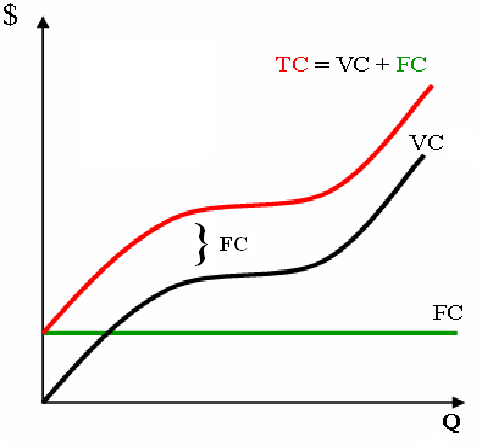 $
TC = VC + FC
VC
} FC
FC
Q